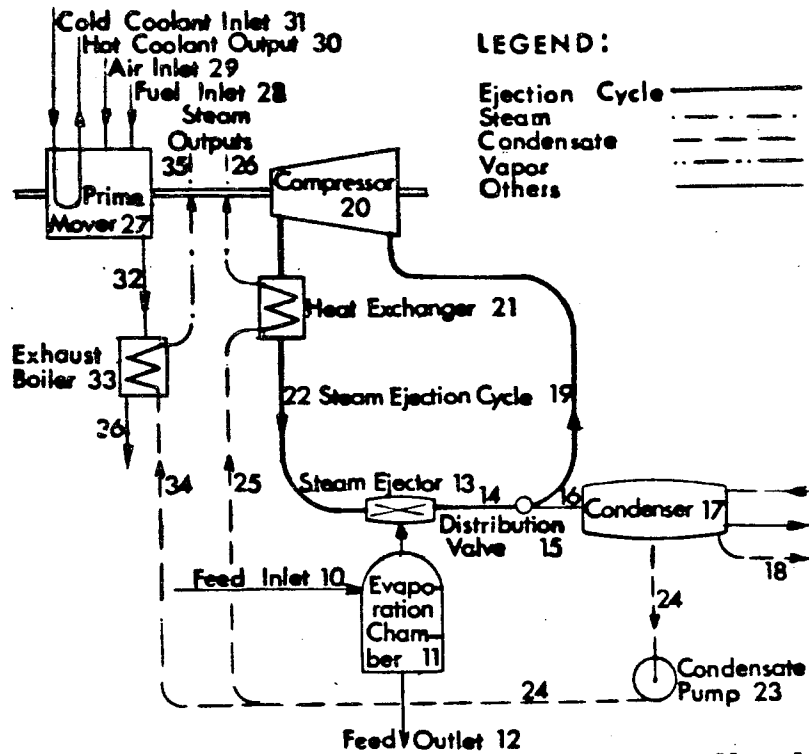 Cold Coolant Inlet 31
Hot Coolant Output 30
Air Inlet 29
Fuel Inlet 28
Steam
Outputs
35 26
LEGEND:
Ejection Cycle
Steam
Condensate
Vapor
Others
Prime
Mover 27
Compressor
20
32
Heat Exchanger 21
Exhaust
Boiler 33
36
22 Steam Ejection Cycle 19
34
25
Steam Ejector 13
14
16
Distribution
Valve 15
Condenser 17
18
Feed Inlet 10
Evapo-
ration
Cham-
ber 11
24
24
Condensate
Pump 23
Feed Outlet 12